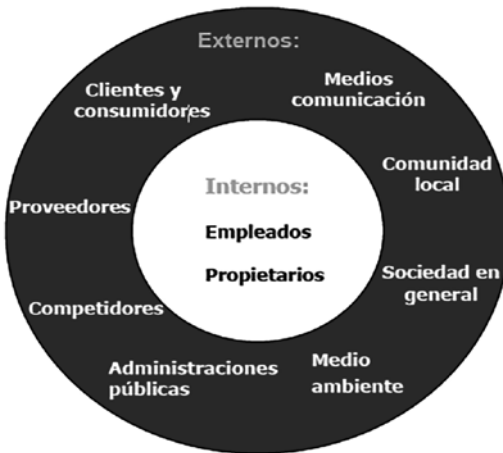 Externos:
Clientes y
consumidores
Medios
comunicación
Comunidad
local
Proveedores
Internos:
Empleados
Propietarios
Sociedad en
general
Competidores
Administraciones
públicas
Medio
ambiente